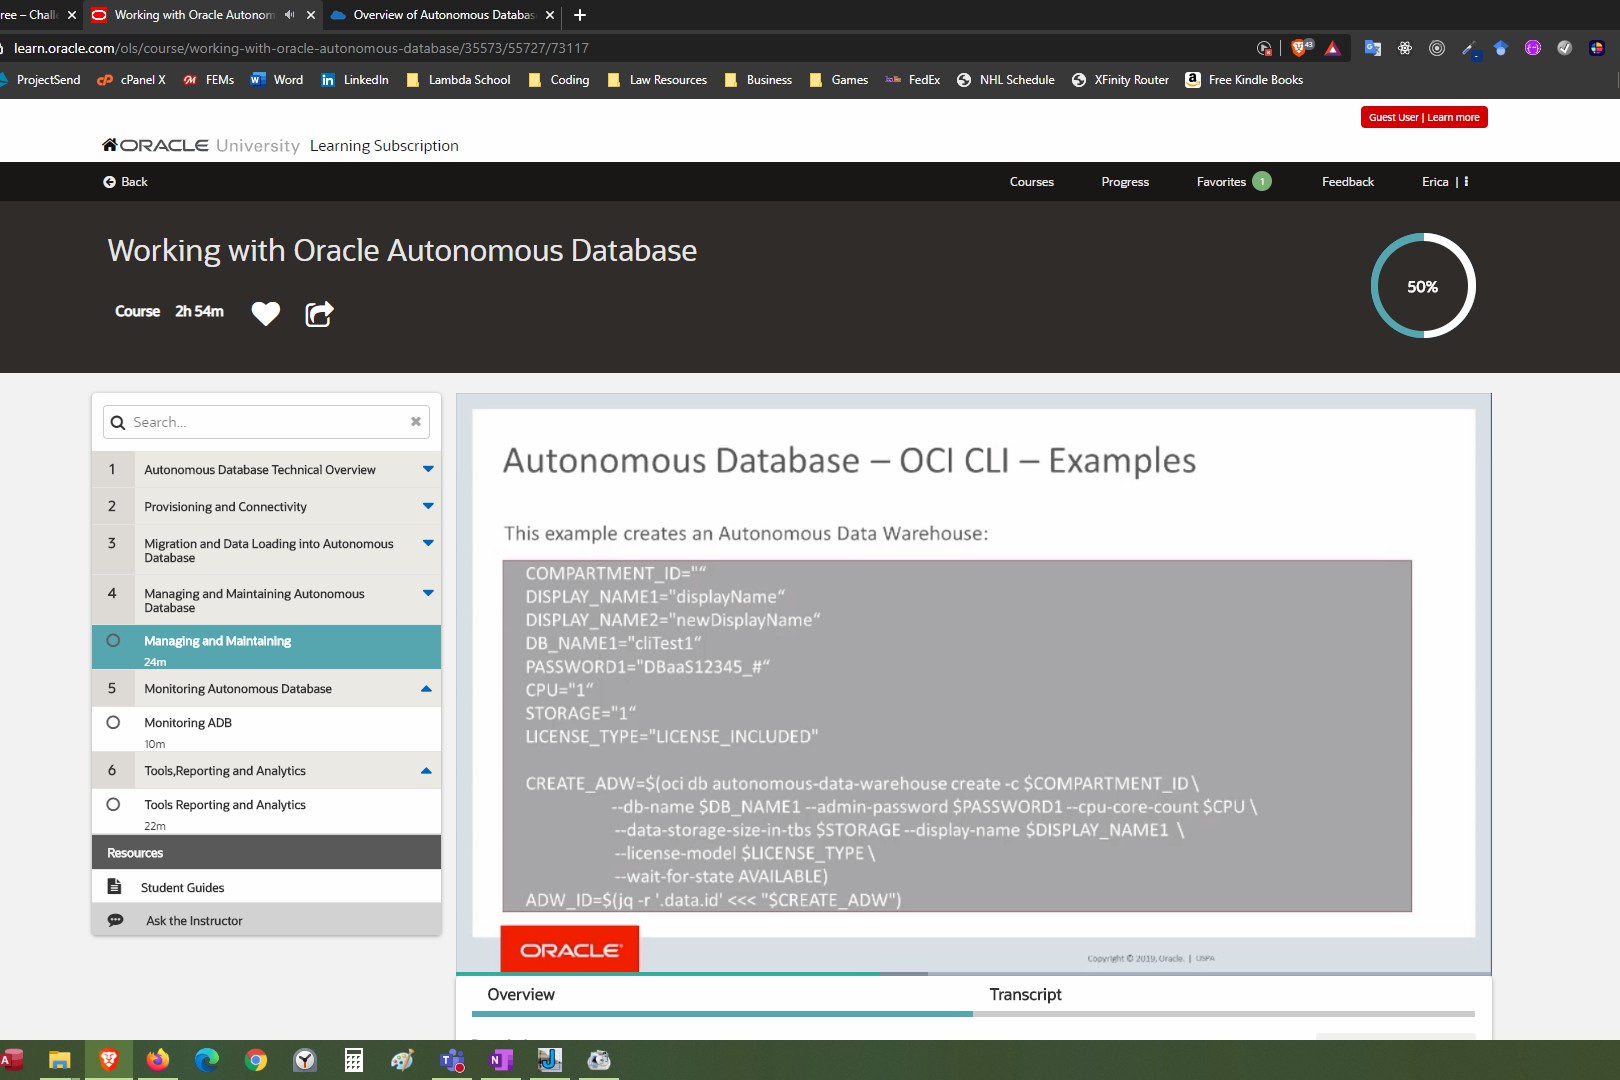 ree – Challe
Working with Oracle Autonom
Overview of Autonomous Databas
learn.oracle.com/ols/course/working-with-oracle-autonomous-database/35573/55727/73117
43
ProjectSend
cPanel X
FEMs
Word
LinkedIn
Lambda School
Coding
Law Resources
Business
Games
FedEx
NHL Schedule
XFinity Router
Free Kindle Books
Guest User | Learn more
ORACLE University Learning Subscription
Back
Courses
Progress
Favorites 1
Feedback
Erica |
Working with Oracle Autonomous Database
Course 2h 54m
50%
Search...
1 Autonomous Database Technical Overview
2 Provisioning and Connectivity
3 Migration and Data Loading into Autonomous
Database
4 Managing and Maintaining Autonomous
Database
Managing and Maintaining
24m
5 Monitoring Autonomous Database
Monitoring ADB
10m
6 Tools,Reporting and Analytics
Tools Reporting and Analytics
22m
Resources
Student Guides
Ask the Instructor
Autonomous Database – OCI CLI – Examples
This example creates an Autonomous Data Warehouse:
COMPARTMENT_ID="“
DISPLAY_NAME1="displayName“
DISPLAY_NAME2="newDisplayName“
DB_NAME1="cliTest1“
PASSWORD1="DBaaS12345_#“
CPU="1“
STORAGE="1“
LICENSE_TYPE="LICENSE_INCLUDED"
CREATE_ADW=$(oci db autonomous-data-warehouse create -c $COMPARTMENT_ID \
--db-name $DB_NAME1 --admin-password $PASSWORD1 --cpu-core-count $CPU \
--data-storage-size-in-tbs $STORAGE --display-name $DISPLAY_NAME1 \
--license-model $LICENSE_TYPE \
--wait-for-state AVAILABLE)
ADW_ID=$(jq -r '.data.id' <<< "$CREATE_ADW")
ORACLE
Copyright © 2019, Oracle. |
Overview
Transcript